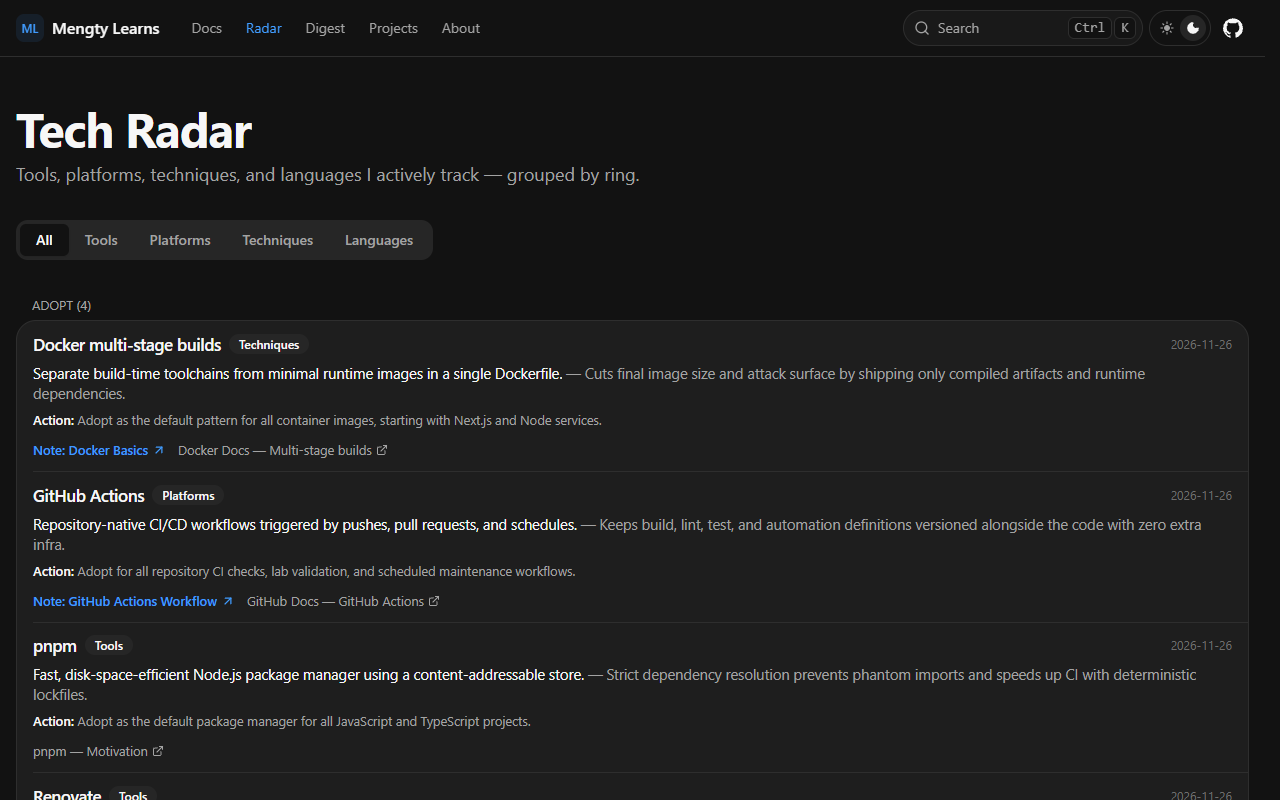 ML Mengty Learns Docs Radar Digest Projects About Search Ctrl K
Tech Radar
Tools, platforms, techniques, and languages I actively track — grouped by ring.
All Tools Platforms Techniques Languages
ADOPT (4)
Docker multi-stage builds Techniques 2026-11-26
Separate build-time toolchains from minimal runtime images in a single Dockerfile. — Cuts final image size and attack surface by shipping only compiled artifacts and runtime
dependencies.
Action: Adopt as the default pattern for all container images, starting with Next.js and Node services.
Note: Docker Basics Docker Docs — Multi-stage builds
GitHub Actions Platforms 2026-11-26
Repository-native CI/CD workflows triggered by pushes, pull requests, and schedules. — Keeps build, lint, test, and automation definitions versioned alongside the code with zero extra
infra.
Action: Adopt for all repository CI checks, lab validation, and scheduled maintenance workflows.
Note: GitHub Actions Workflow GitHub Docs — GitHub Actions
pnpm Tools 2026-11-26
Fast, disk-space-efficient Node.js package manager using a content-addressable store. — Strict dependency resolution prevents phantom imports and speeds up CI with deterministic
lockfiles.
Action: Adopt as the default package manager for all JavaScript and TypeScript projects.
pnpm — Motivation
Renovate Tools 2026-11-26